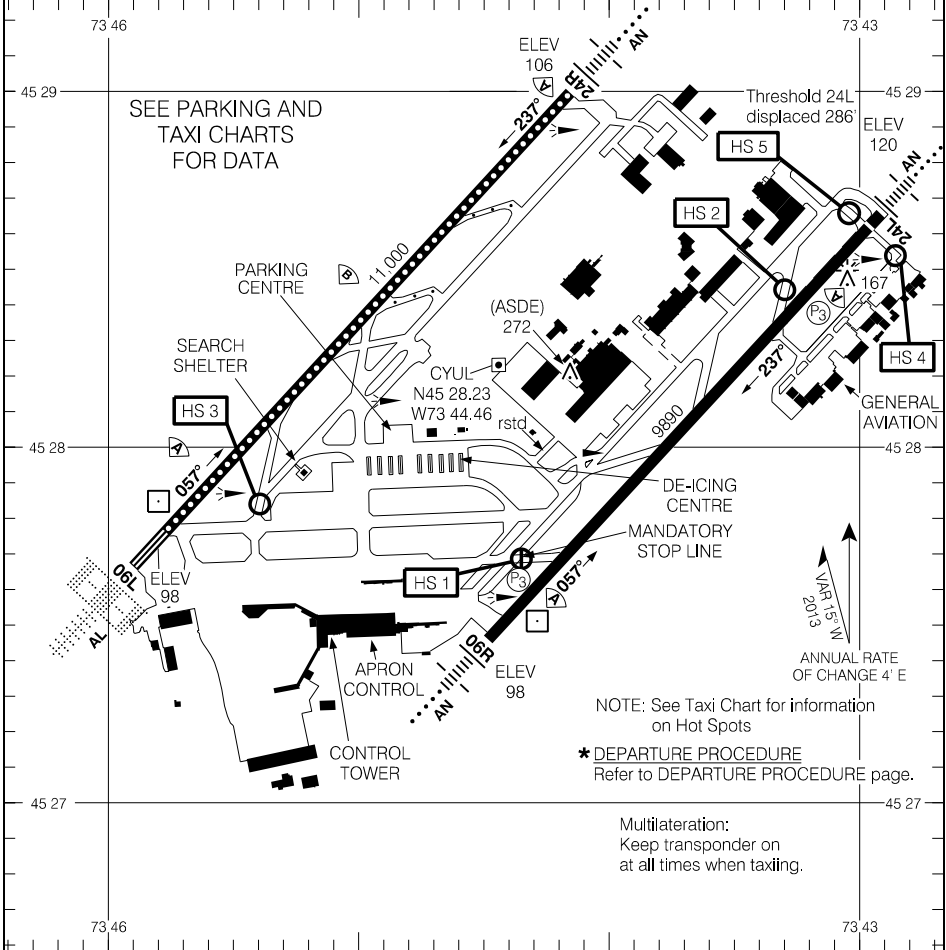 73 46
73 43
ELEV
106
AN
24R
45 29
45 29
SEE PARKING AND
TAXI CHARTS
FOR DATA
237°
Threshold 24L
displaced 286'
ELEV
120
HS 5
AN
HS 2
24L
11,000
B
A
PARKING
CENTRE
(ASDE)
272
167
A
P3
HS 4
SEARCH
SHELTER
CYUL
N45 28.23
W73 44.46
rstd
237°
9890
GENERAL
AVIATION
HS 3
A
45 28
45 28
057°
DE-ICING
CENTRE
MANDATORY
STOP LINE
HS 1
P3
057°
A
06L
ELEV
98
AL
VAR 15° W
2013
06R
ELEV
98
AN
APRON
CONTROL
CONTROL
TOWER
ANNUAL RATE
OF CHANGE 4' E
NOTE: See Taxi Chart for information
on Hot Spots
* DEPARTURE PROCEDURE
Refer to DEPARTURE PROCEDURE page.
45 27
45 27
Multilateration:
Keep transponder on
at all times when taxiing.
73 46
73 43